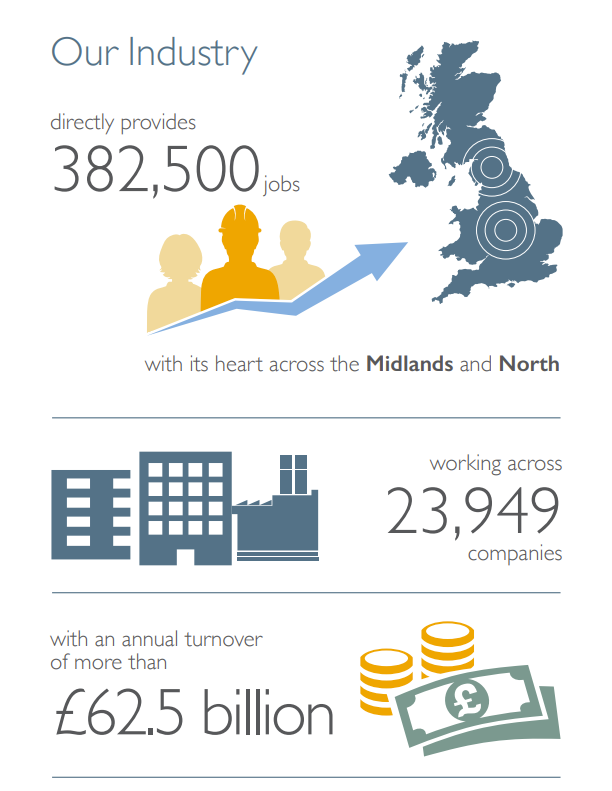 Our Industry
directly provides
382,500 jobs
with its heart across the Midlands and North
working across
23,949
companies
with an annual turnover
of more than
£62.5 billion
£